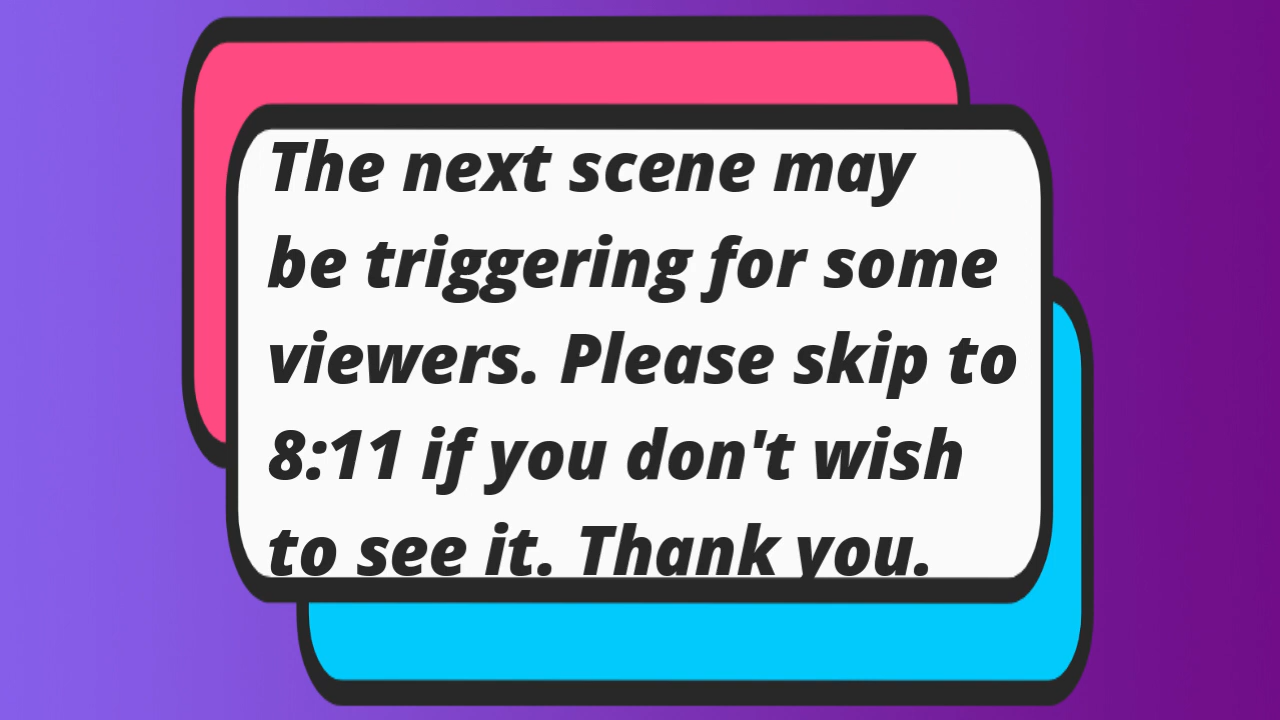 The next scene may
be triggering for some
viewers. Please skip to
8:11 if you don't wish
to see it. Thank you.